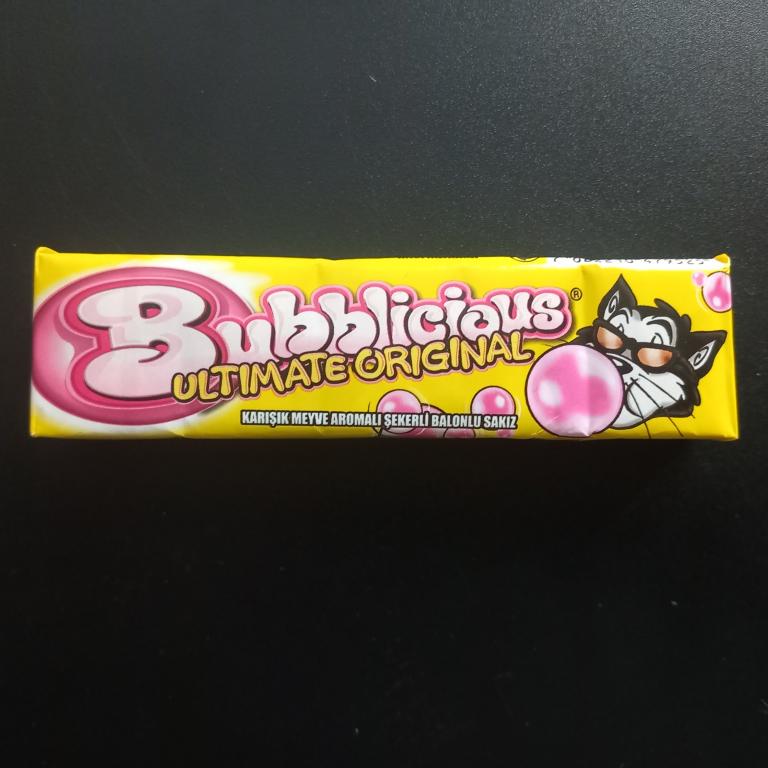 Bubblicious®
ULTIMATE ORIGINAL
KARIŞIK MEYVE AROMALI ŞEKERLİ BALONLU SAKIZ